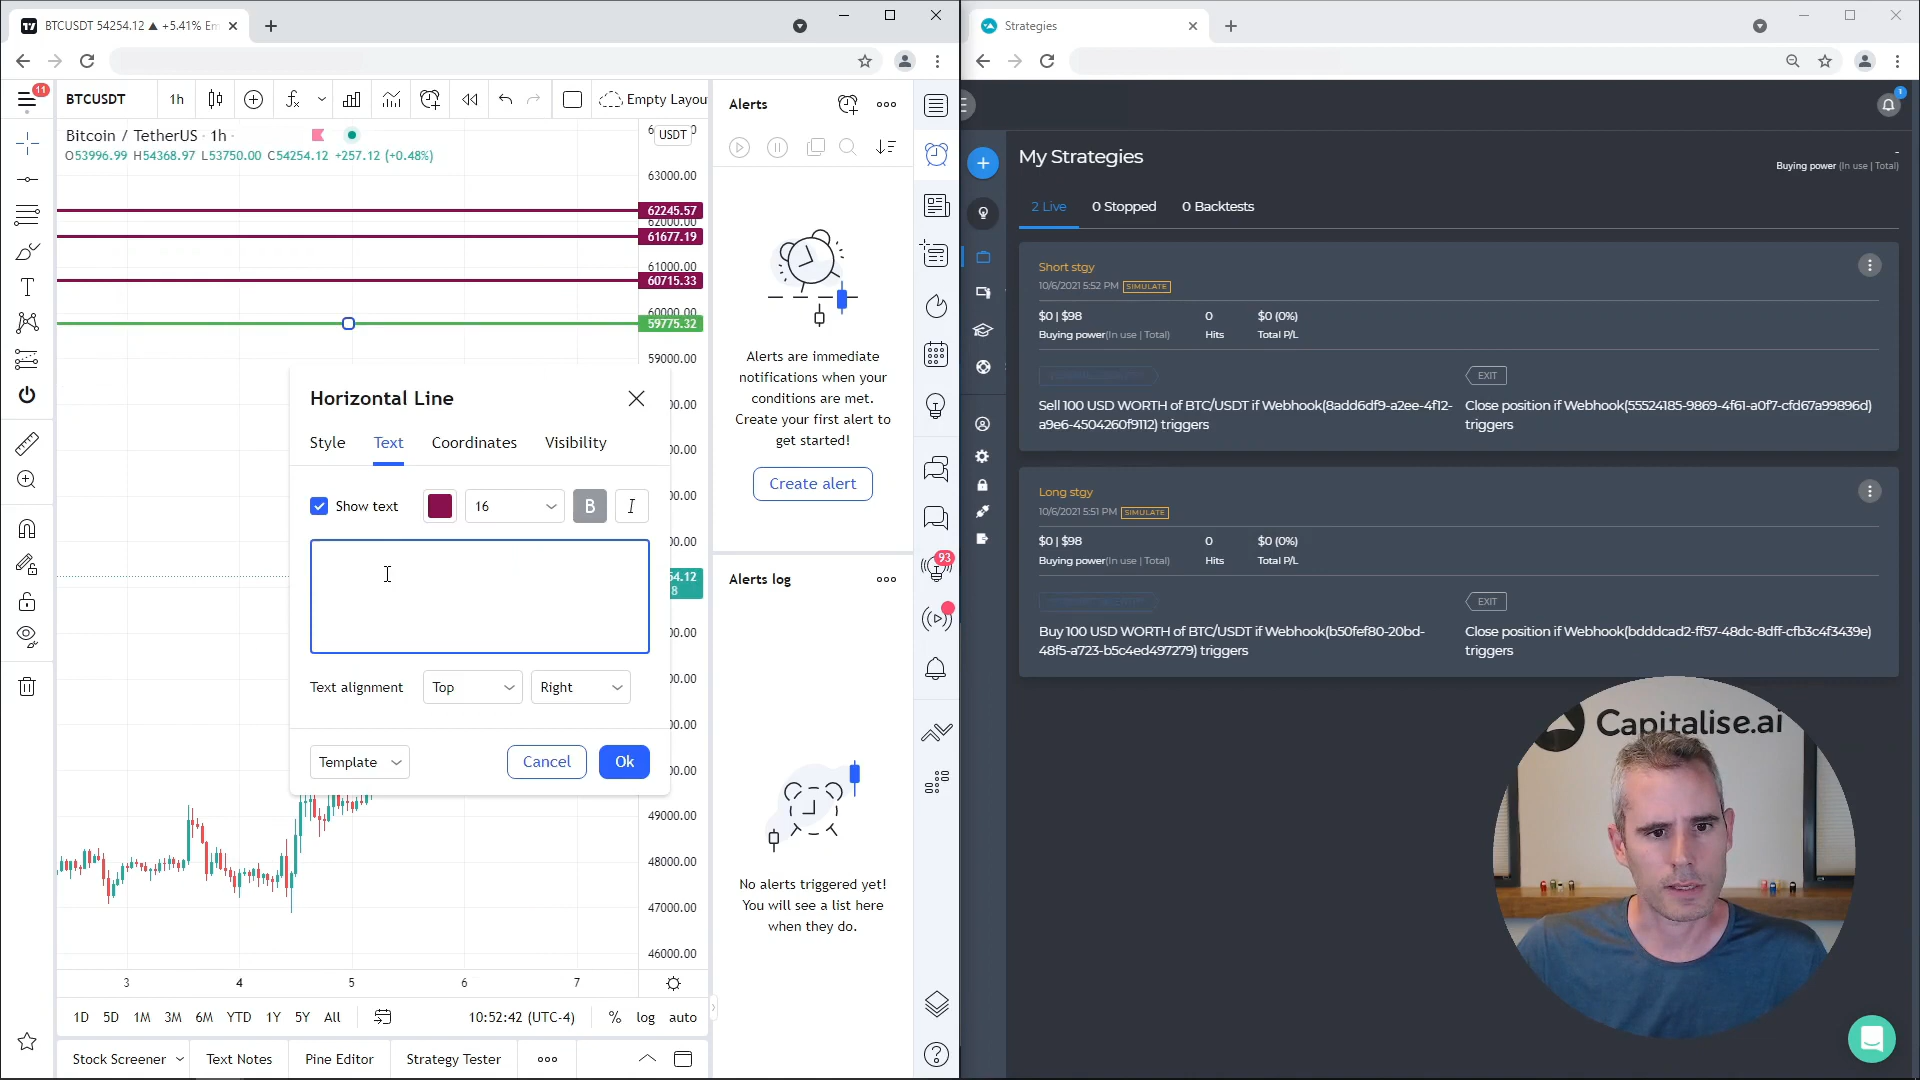 BTCUSDT 54254.12 ▲ +5.41% Em
Strategies
11
BTCUSDT
1h
Empty Layou
Bitcoin / TetherUS · 1h ·
USDT
O53996.99 H54368.97 L53750.00 C54254.12 +257.12 (+0.48%)
63000.00
62245.57
62000.00
61677.19
61000.00
60715.33
60000.00
59775.32
59000.00
Horizontal Line
Style
Text
Coordinates
Visibility
Show text
16
B
I
Text alignment
Top
Right
Template
Cancel
Ok
54.12
8
49000.00
48000.00
47000.00
46000.00
3
4
5
6
7
1D
5D
1M
3M
6M
YTD
1Y
5Y
All
10:52:42 (UTC-4)
%
log
auto
Stock Screener
Text Notes
Pine Editor
Strategy Tester
Alerts
Alerts are immediate
notifications when your
conditions are met.
Create your first alert to
get started!
Create alert
Alerts log
93
No alerts triggered yet!
You will see a list here
when they do.
1
My Strategies
-
Buying power (In use | Total)
2 Live
0 Stopped
0 Backtests
Short stgy
10/6/2021 5:52 PM SIMULATE
$0 | $98
0
$0 (0%)
Buying power(In use | Total)
Hits
Total P/L
EXIT
Sell 100 USD WORTH of BTC/USDT if Webhook(8add6df9-a2ee-4f12-
a9e6-4504260f9112) triggers
Close position if Webhook(55524185-9869-4f61-a0f7-cfd67a99896d)
triggers
Long stgy
10/6/2021 5:51 PM SIMULATE
$0 | $98
0
$0 (0%)
Buying power(In use | Total)
Hits
Total P/L
EXIT
Buy 100 USD WORTH of BTC/USDT if Webhook(b50fef80-20bd-
48f5-a723-b5c4ed497279) triggers
Close position if Webhook(bdddcad2-ff57-48dc-8dff-cfb3c4f3439e)
triggers
Capitalise.ai